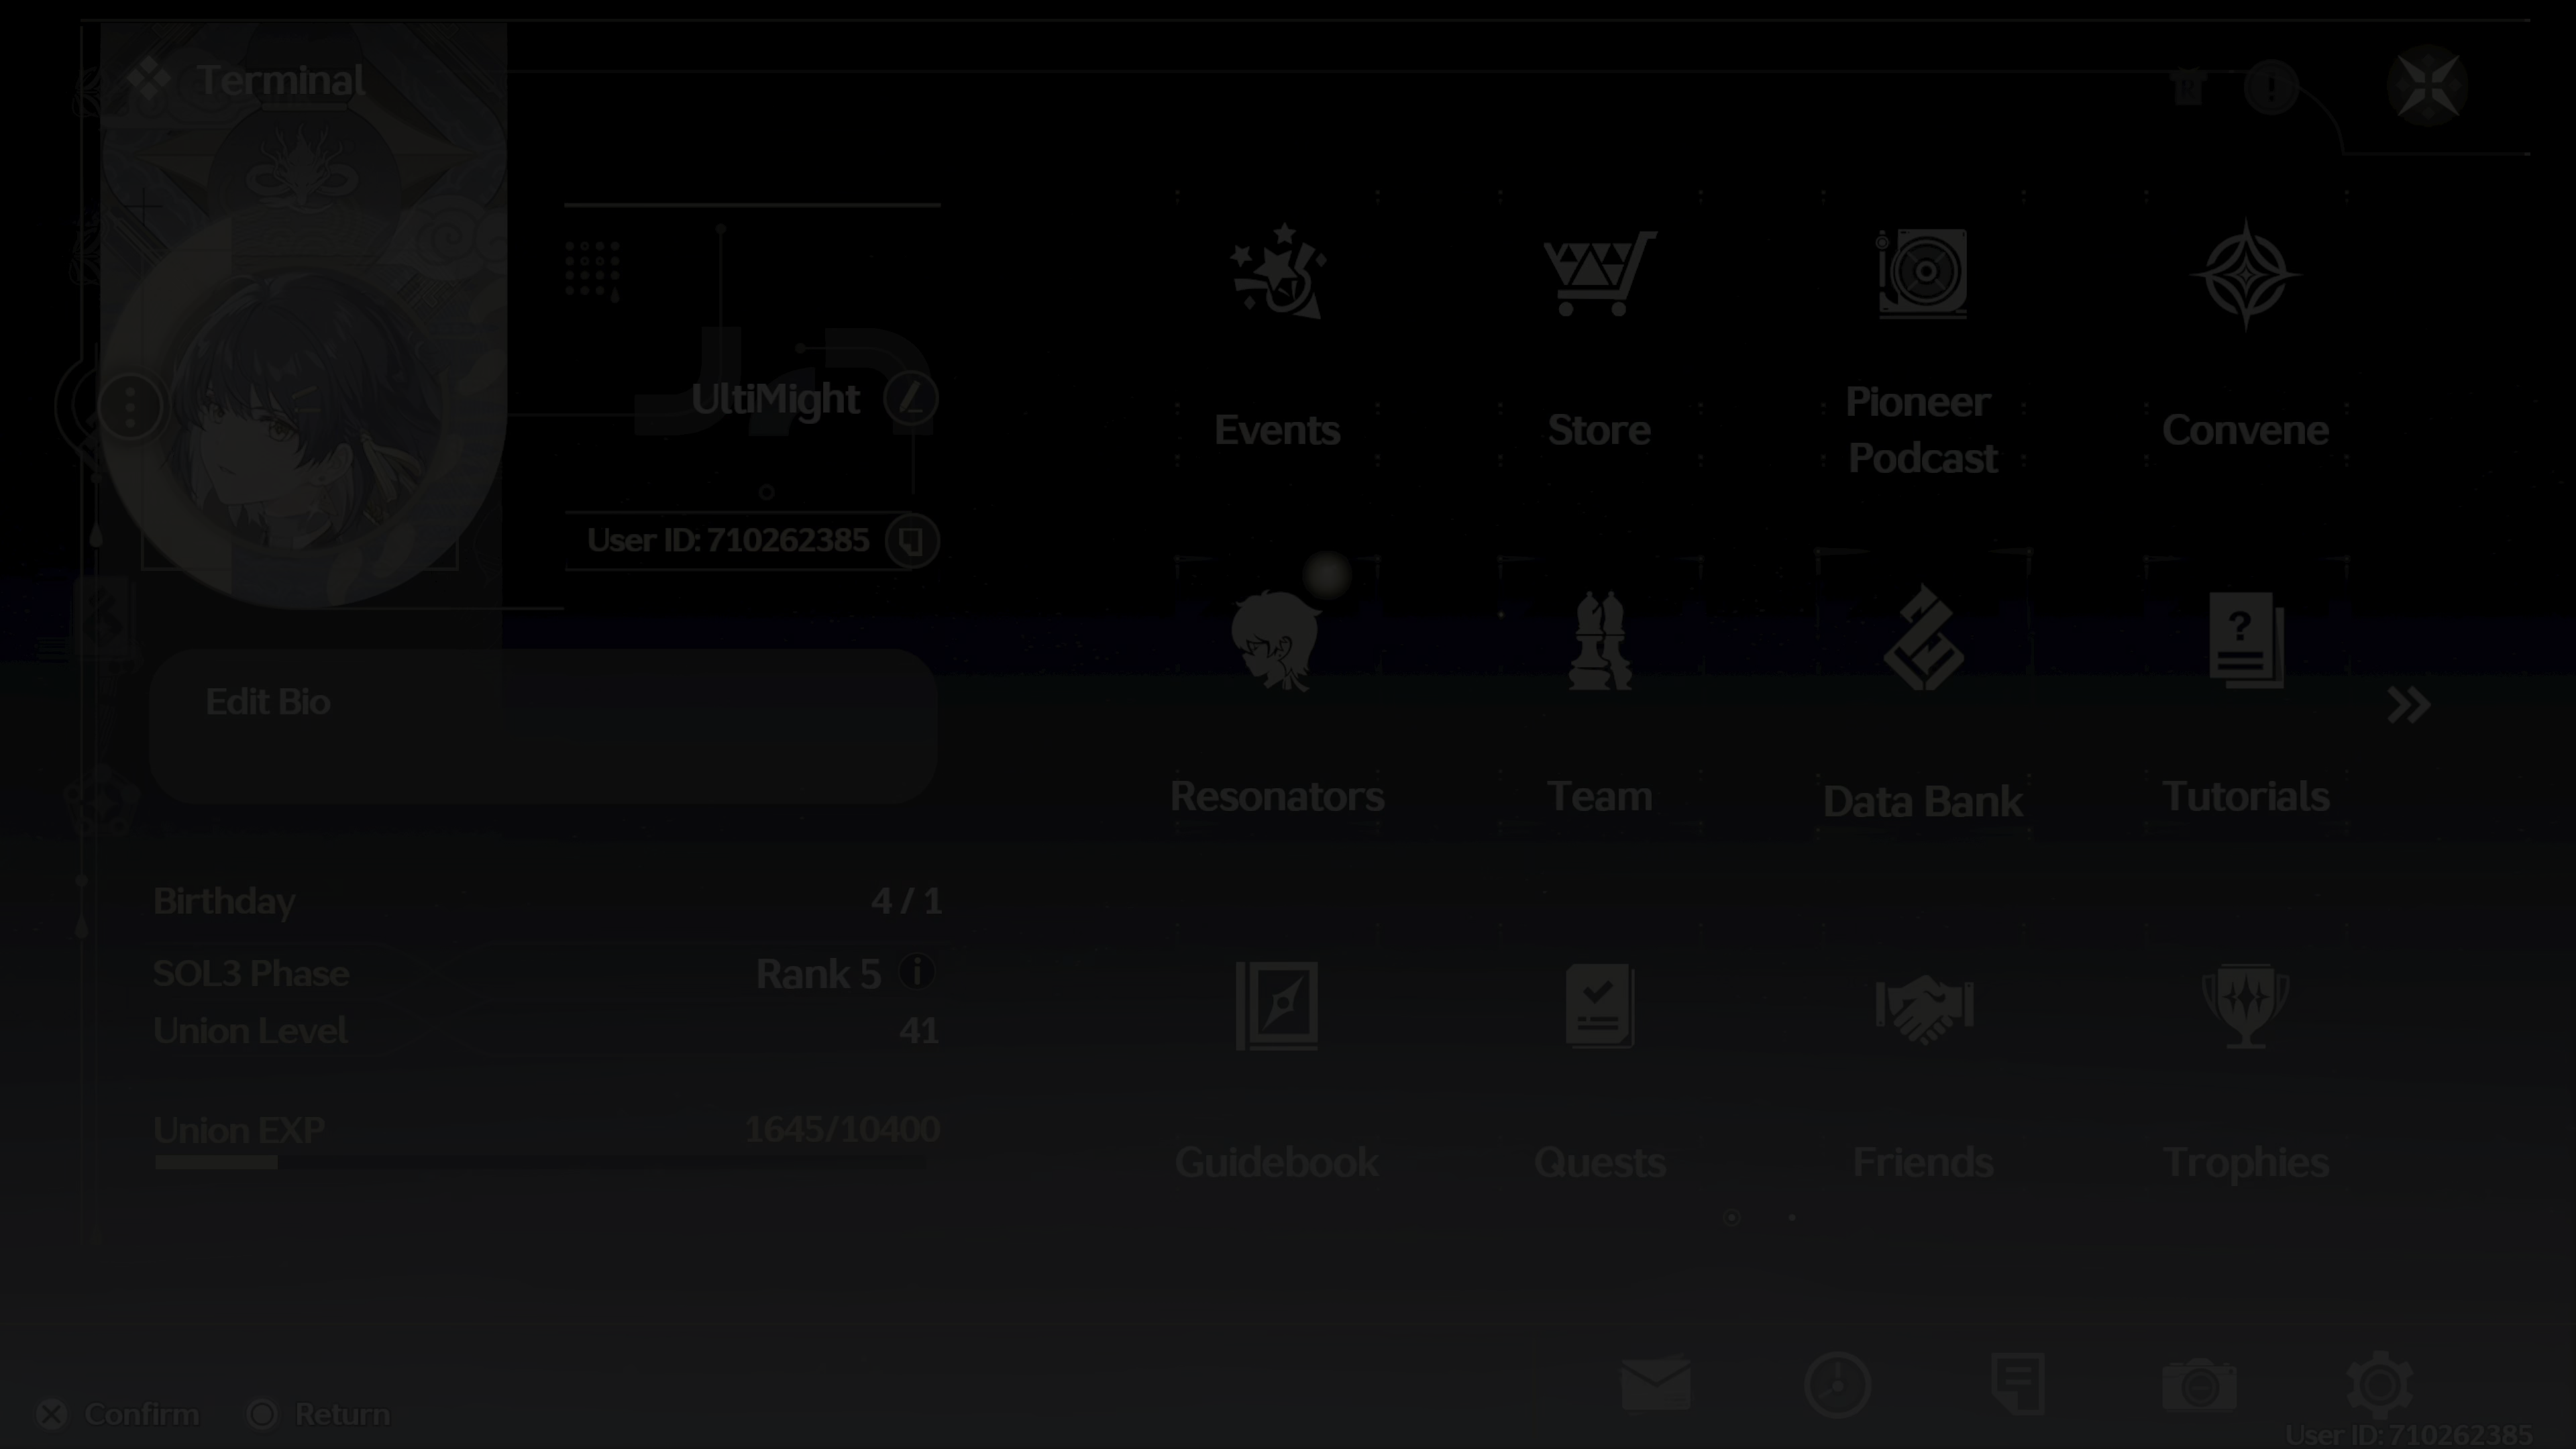 Terminal
UltiMight
User ID: 710262385
Edit Bio
Birthday 4 / 1
SOL3 Phase Rank 5
Union Level 41
Union EXP 1645/10400
Events
Store
Pioneer
Podcast
Convene
Resonators
Team
Data Bank
Tutorials
Guidebook
Quests
Friends
Trophies
Confirm
Return
User ID: 710262385